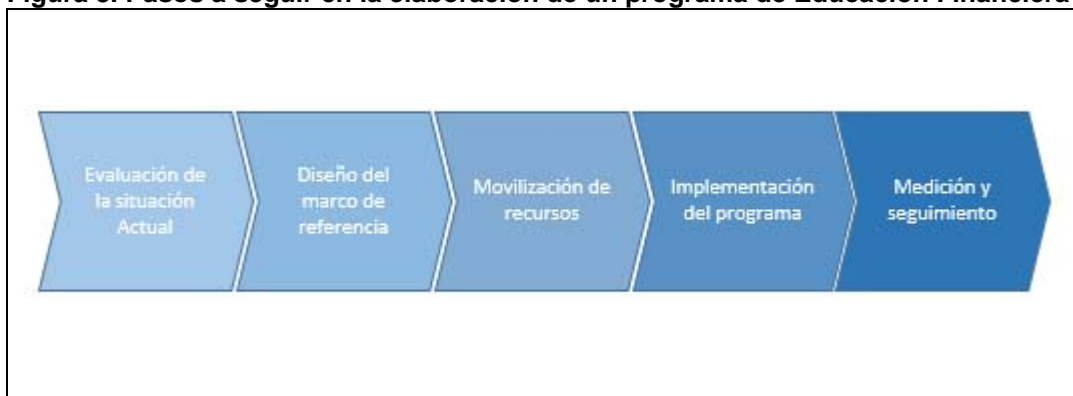 Figura Pasos a seguir en la elaboración de un programa de Educación Financiera
Evaluación de
la situación
Actual
Diseño del
marco de
referencia
Movilización de
recursos
Implementación
del programa
Medición y
seguimiento